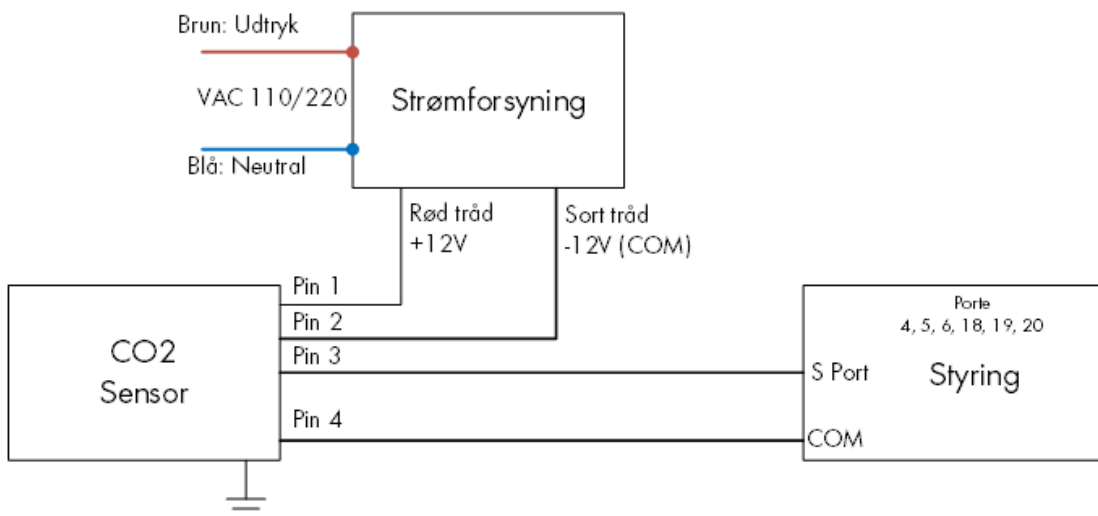 Brun: Udtryk
VAC 110/220
Blå: Neutral
Strømforsyning
Rød tråd
+12V
Sort tråd
-12V (COM)
Pin 1
Pin 2
Pin 3
Pin 4
CO2
Sensor
Porte
4, 5, 6, 18, 19, 20
S Port
Styring
COM